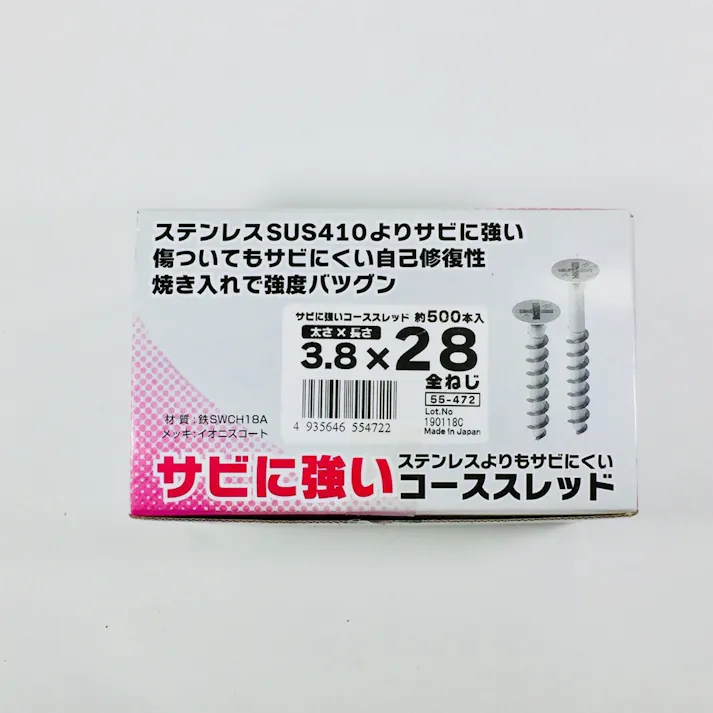 ステンレスSUS410よりサビに強い
傷ついてもサビにくい自己修復性
焼き入れで強度バツグン
サビに強いコーススレッド 約500本入
太さ×長さ
3.8×28
全ねじ
55-472
Lot.No
190118C
Made in Japan
4 935646 554722
材 質:鉄SWCH18A
メッキ:イオニスコート
サビに強い
ステンレスよりもサビにくい
コーススレッド